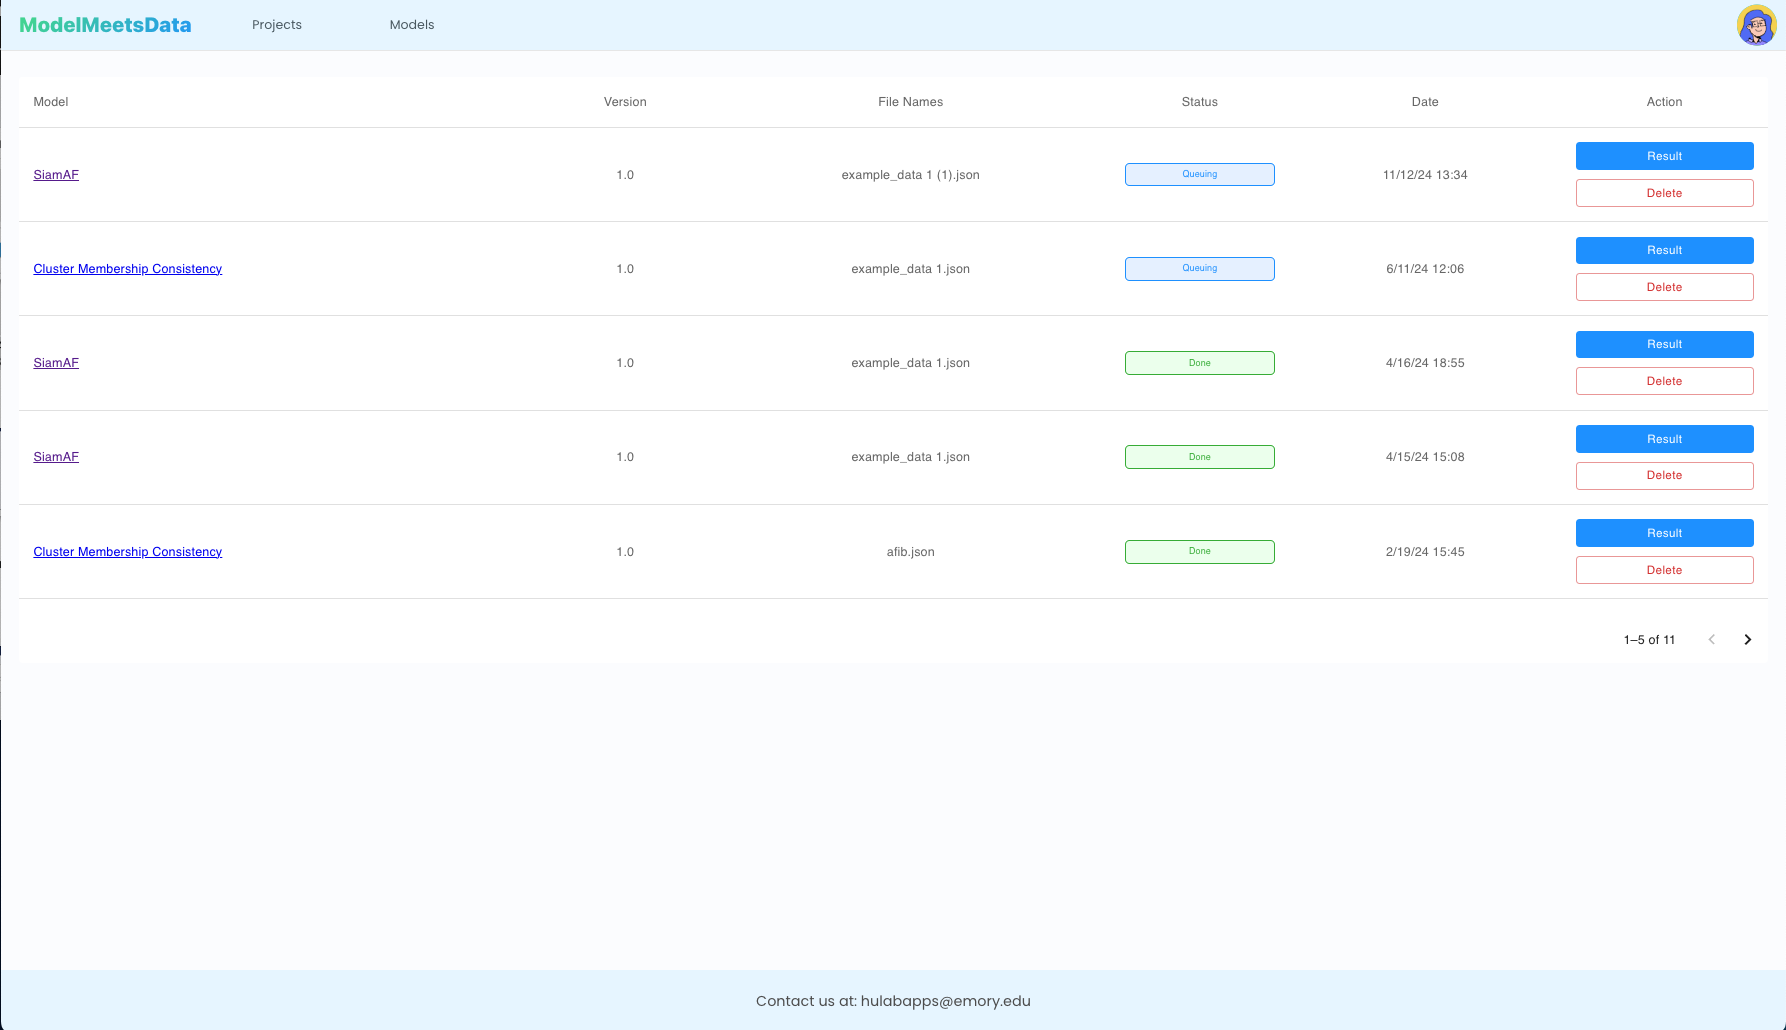 ModelMeetsData Projects Models
Model Version File Names Status Date Action
SiamAF 1.0 example_data 1 (1).json Queuing 11/12/24 13:34 Result
Delete
Cluster Membership Consistency 1.0 example_data 1.json Queuing 6/11/24 12:06 Result
Delete
SiamAF 1.0 example_data 1.json Done 4/16/24 18:55 Result
Delete
SiamAF 1.0 example_data 1.json Done 4/15/24 15:08 Result
Delete
Cluster Membership Consistency 1.0 afib.json Done 2/19/24 15:45 Result
Delete
1–5 of 11
Contact us at: hulabapps@emory.edu